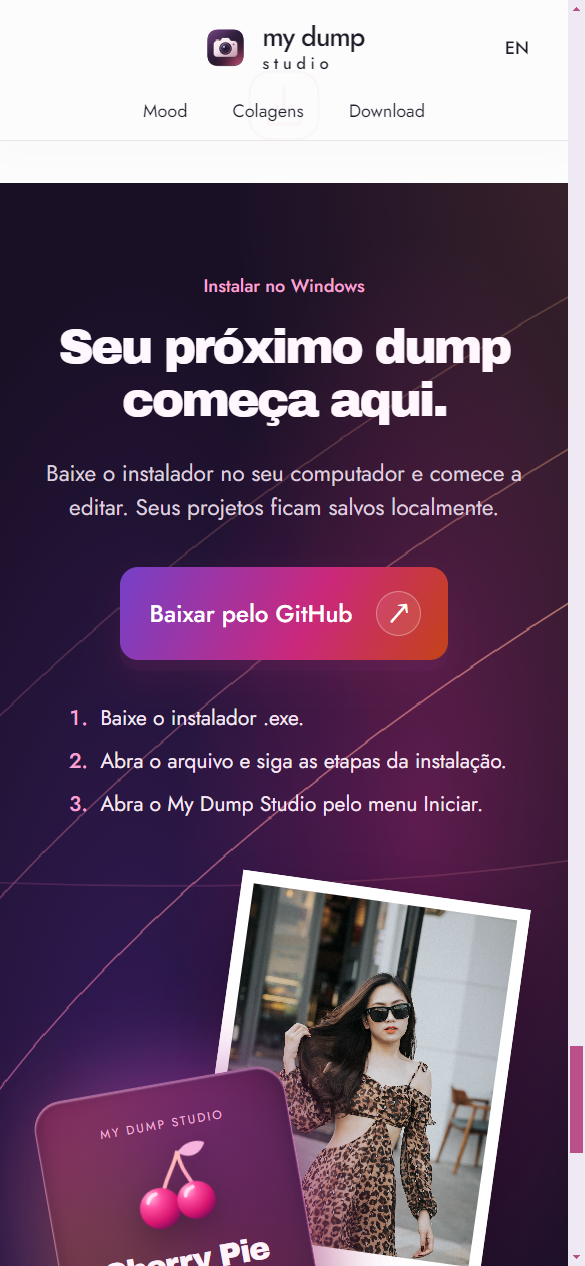 my dump
studio
EN
Mood
Colagens
Download
Instalar no Windows
Seu próximo dump
começa aqui.
Baixe o instalador no seu computador e comece a
editar. Seus projetos ficam salvos localmente.
Baixar pelo GitHub
1. Baixe o instalador .exe.
2. Abra o arquivo e siga as etapas da instalação.
3. Abra o My Dump Studio pelo menu Iniciar.
MY DUMP STUDIO
Cherry Pie